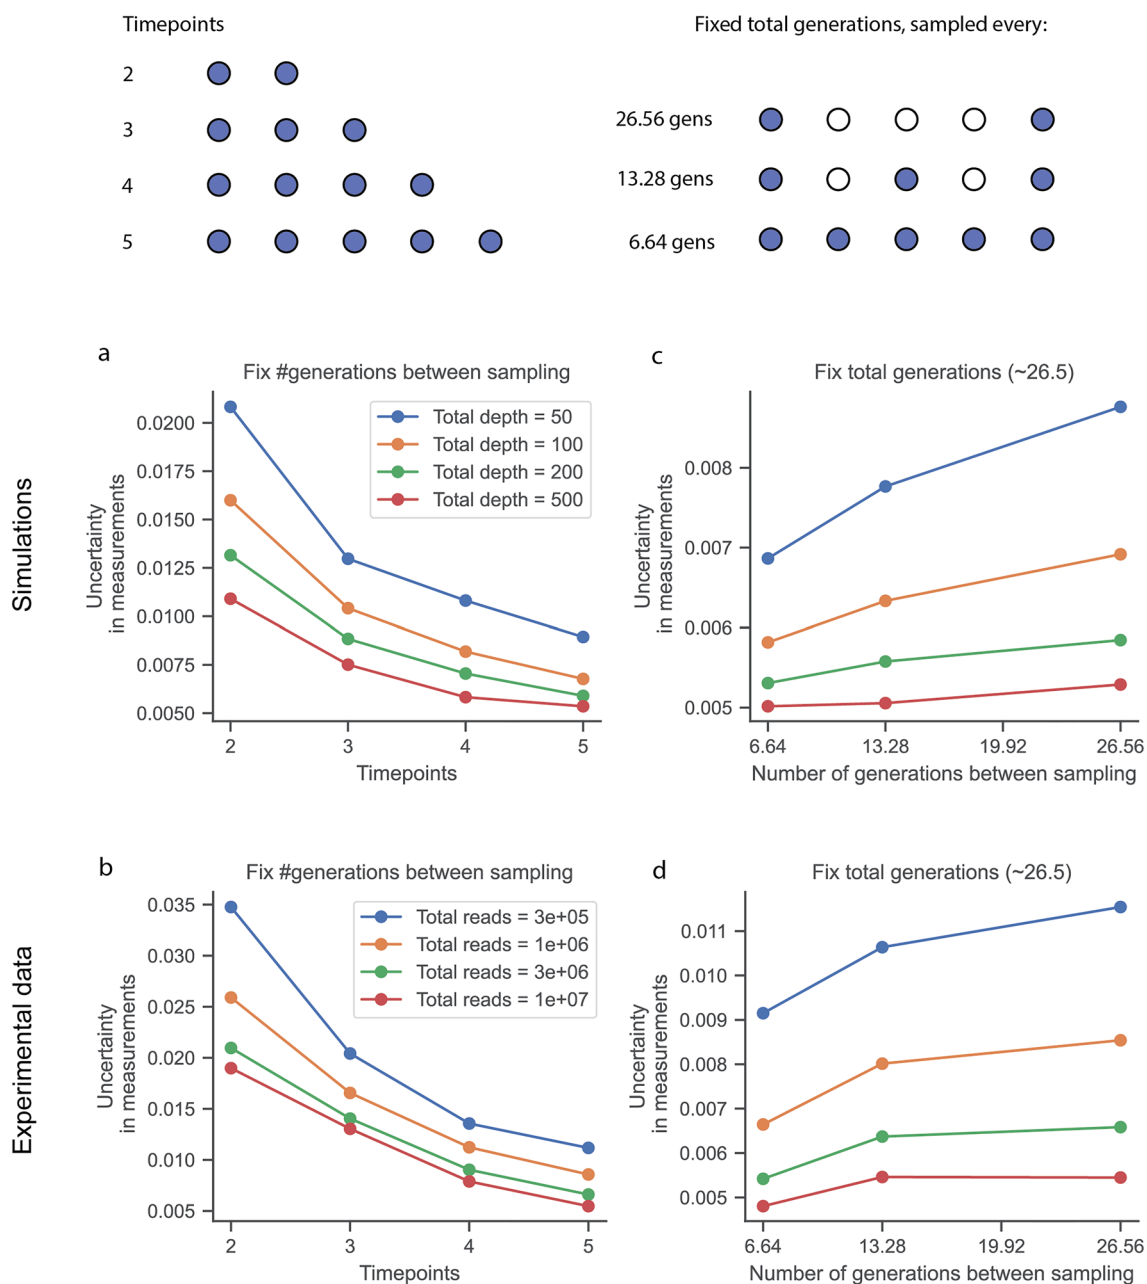 Timepoints
2
3
4
5
Fixed total generations, sampled every:
26.56 gens
13.28 gens
6.64 gens
Simulations
a
Fix #generations between sampling
Uncertainty
in measurements
0.0200
0.0175
0.0150
0.0125
0.0100
0.0075
0.0050
Total depth = 50
Total depth = 100
Total depth = 200
Total depth = 500
2 3 4 5
Timepoints
c
Fix total generations (~26.5)
Uncertainty
in measurements
0.008
0.007
0.006
0.005
6.64 13.28 19.92 26.56
Number of generations between sampling
Experimental data
b
Fix #generations between sampling
Uncertainty
in measurements
0.035
0.030
0.025
0.020
0.015
0.010
0.005
Total reads = 3e+05
Total reads = 1e+06
Total reads = 3e+06
Total reads = 1e+07
2 3 4 5
Timepoints
d
Fix total generations (~26.5)
Uncertainty
in measurements
0.011
0.010
0.009
0.008
0.007
0.006
0.005
6.64 13.28 19.92 26.56
Number of generations between sampling